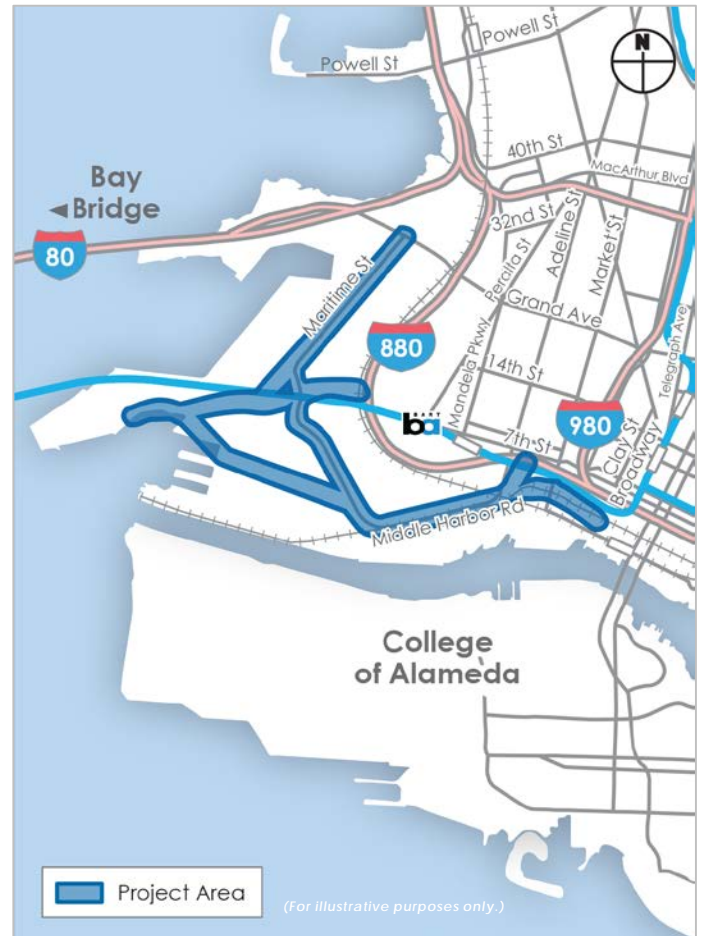 Powell St
Powell St
N
40th St
MacArthur Blvd
Bay
Bridge
80
32nd St
Adeline St
Market St
Peralta St
Maritime St
Grand Ave
880
14th St
Mandela Pkwy
Telegraph Ave
BART
ba
980
7th St
Clay St
Broadway
Middle Harbor Rd
College
of Alameda
Project Area
(For illustrative purposes only.)